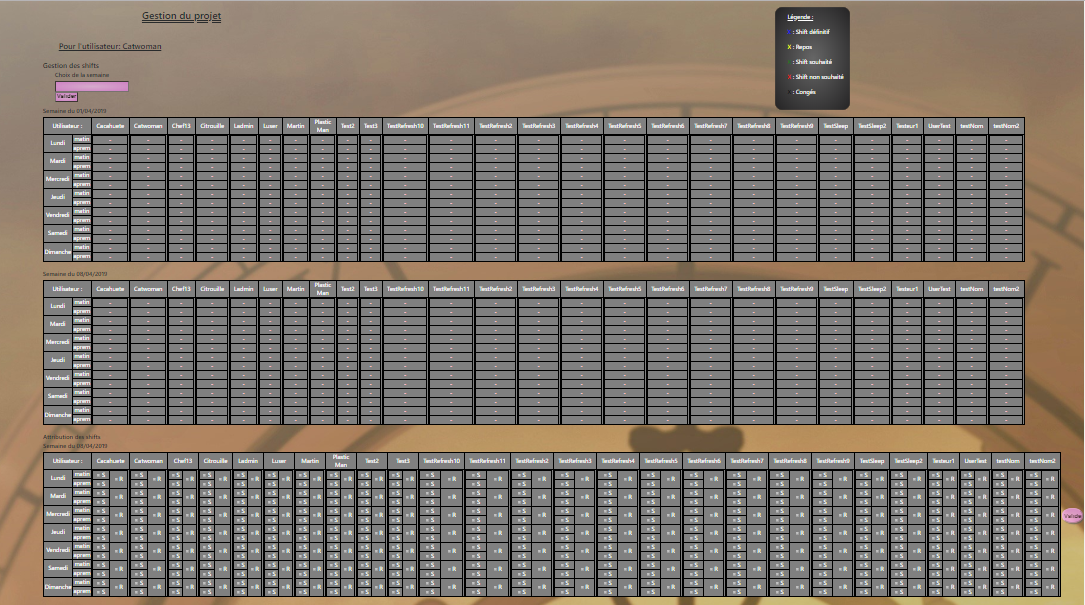 Gestion du projet
Pour l'utilisateur: Catwoman
Légende :
: Shift définitif
X : Repos
: Shift souhaité
X : Shift non souhaité
: Congés
Gestion des shifts
Choix de la semaine
Valider
Semaine du 01/04/2019
Utilisateur : Cacahuete Catwoman Chef13 Citrouille Ladmin Luser Martin Plastic Man Test2 Test3 TestRefresh10 TestRefresh11 TestRefresh2 TestRefresh3 TestRefresh4 TestRefresh5 TestRefresh6 TestRefresh7 TestRefresh8 TestRefresh9 TestSleep TestSleep2 Testeur1 UserTest testNom testNom2
Lundi matin - - - - - - - - - - - - - - - - - - - - - - - - - -
aprem - - - - - - - - - - - - - - - - - - - - - - - - - -
Mardi matin - - - - - - - - - - - - - - - - - - - - - - - - - -
aprem - - - - - - - - - - - - - - - - - - - - - - - - - -
Mercredi matin - - - - - - - - - - - - - - - - - - - - - - - - - -
aprem - - - - - - - - - - - - - - - - - - - - - - - - - -
Jeudi matin - - - - - - - - - - - - - - - - - - - - - - - - - -
aprem - - - - - - - - - - - - - - - - - - - - - - - - - -
Vendredi matin - - - - - - - - - - - - - - - - - - - - - - - - - -
aprem - - - - - - - - - - - - - - - - - - - - - - - - - -
Samedi matin - - - - - - - - - - - - - - - - - - - - - - - - - -
aprem - - - - - - - - - - - - - - - - - - - - - - - - - -
Dimanche matin - - - - - - - - - - - - - - - - - - - - - - - - - -
aprem - - - - - - - - - - - - - - - - - - - - - - - - - -
Semaine du 08/04/2019
Utilisateur : Cacahuete Catwoman Chef13 Citrouille Ladmin Luser Martin Plastic Man Test2 Test3 TestRefresh10 TestRefresh11 TestRefresh2 TestRefresh3 TestRefresh4 TestRefresh5 TestRefresh6 TestRefresh7 TestRefresh8 TestRefresh9 TestSleep TestSleep2 Testeur1 UserTest testNom testNom2
Lundi matin - - - - - - - - - - - - - - - - - - - - - - - - - -
aprem - - - - - - - - - - - - - - - - - - - - - - - - - -
Mardi matin - - - - - - - - - - - - - - - - - - - - - - - - - -
aprem - - - - - - - - - - - - - - - - - - - - - - - - - -
Mercredi matin - - - - - - - - - - - - - - - - - - - - - - - - - -
aprem - - - - - - - - - - - - - - - - - - - - - - - - - -
Jeudi matin - - - - - - - - - - - - - - - - - - - - - - - - - -
aprem - - - - - - - - - - - - - - - - - - - - - - - - - -
Vendredi matin - - - - - - - - - - - - - - - - - - - - - - - - - -
aprem - - - - - - - - - - - - - - - - - - - - - - - - - -
Samedi matin - - - - - - - - - - - - - - - - - - - - - - - - - -
aprem - - - - - - - - - - - - - - - - - - - - - - - - - -
Dimanche matin - - - - - - - - - - - - - - - - - - - - - - - - - -
aprem - - - - - - - - - - - - - - - - - - - - - - - - - -
Attribution des shifts
Semaine du 08/04/2019
Utilisateur : Cacahuete Catwoman Chef13 Citrouille Ladmin Luser Martin Plastic Man Test2 Test3 TestRefresh10 TestRefresh11 TestRefresh2 TestRefresh3 TestRefresh4 TestRefresh5 TestRefresh6 TestRefresh7 TestRefresh8 TestRefresh9 TestSleep TestSleep2 Testeur1 UserTest testNom testNom2
Lundi matin
aprem
Mardi matin
aprem
Mercredi matin
aprem
Jeudi matin
aprem
Vendredi matin
aprem
Samedi matin
aprem
Dimanche matin
aprem